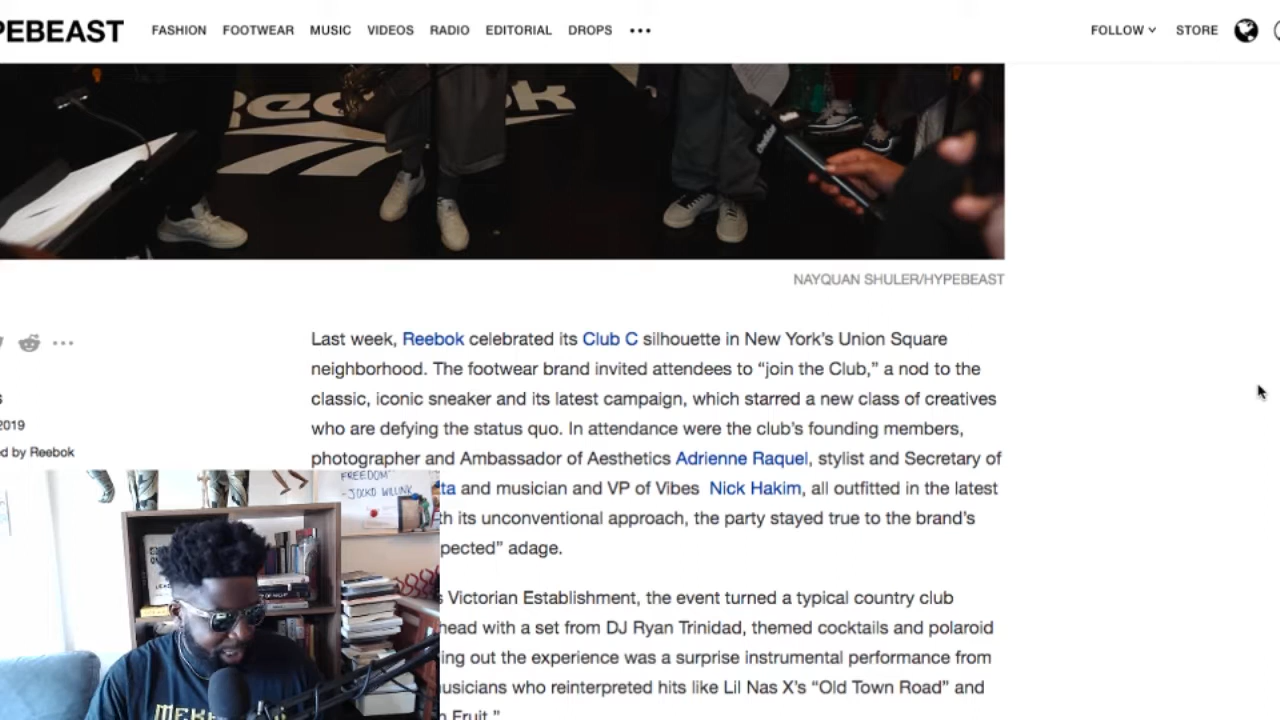 PEBEAST
FASHION FOOTWEAR MUSIC VIDEOS RADIO EDITORIAL DROPS
FOLLOW STORE
NAYQUAN SHULER/HYPEBEAST
Last week, Reebok celebrated its Club C silhouette in New York's Union Square
neighborhood. The footwear brand invited attendees to “join the Club,” a nod to the
classic, iconic sneaker and its latest campaign, which starred a new class of creatives
who are defying the status quo. In attendance were the club's founding members,
photographer and Ambassador of Aesthetics Adrienne Raquel, stylist and Secretary of
ta and musician and VP of Vibes Nick Hakim, all outfitted in the latest
th its unconventional approach, the party stayed true to the brand's
pected” adage.
s Victorian Establishment, the event turned a typical country club
head with a set from DJ Ryan Trinidad, themed cocktails and polaroid
ing out the experience was a surprise instrumental performance from
usicians who reinterpreted hits like Lil Nas X's “Old Town Road” and
n Fruit.”
s
2019
d by Reebok
FREEDOM"
-JOCKO WILLINK